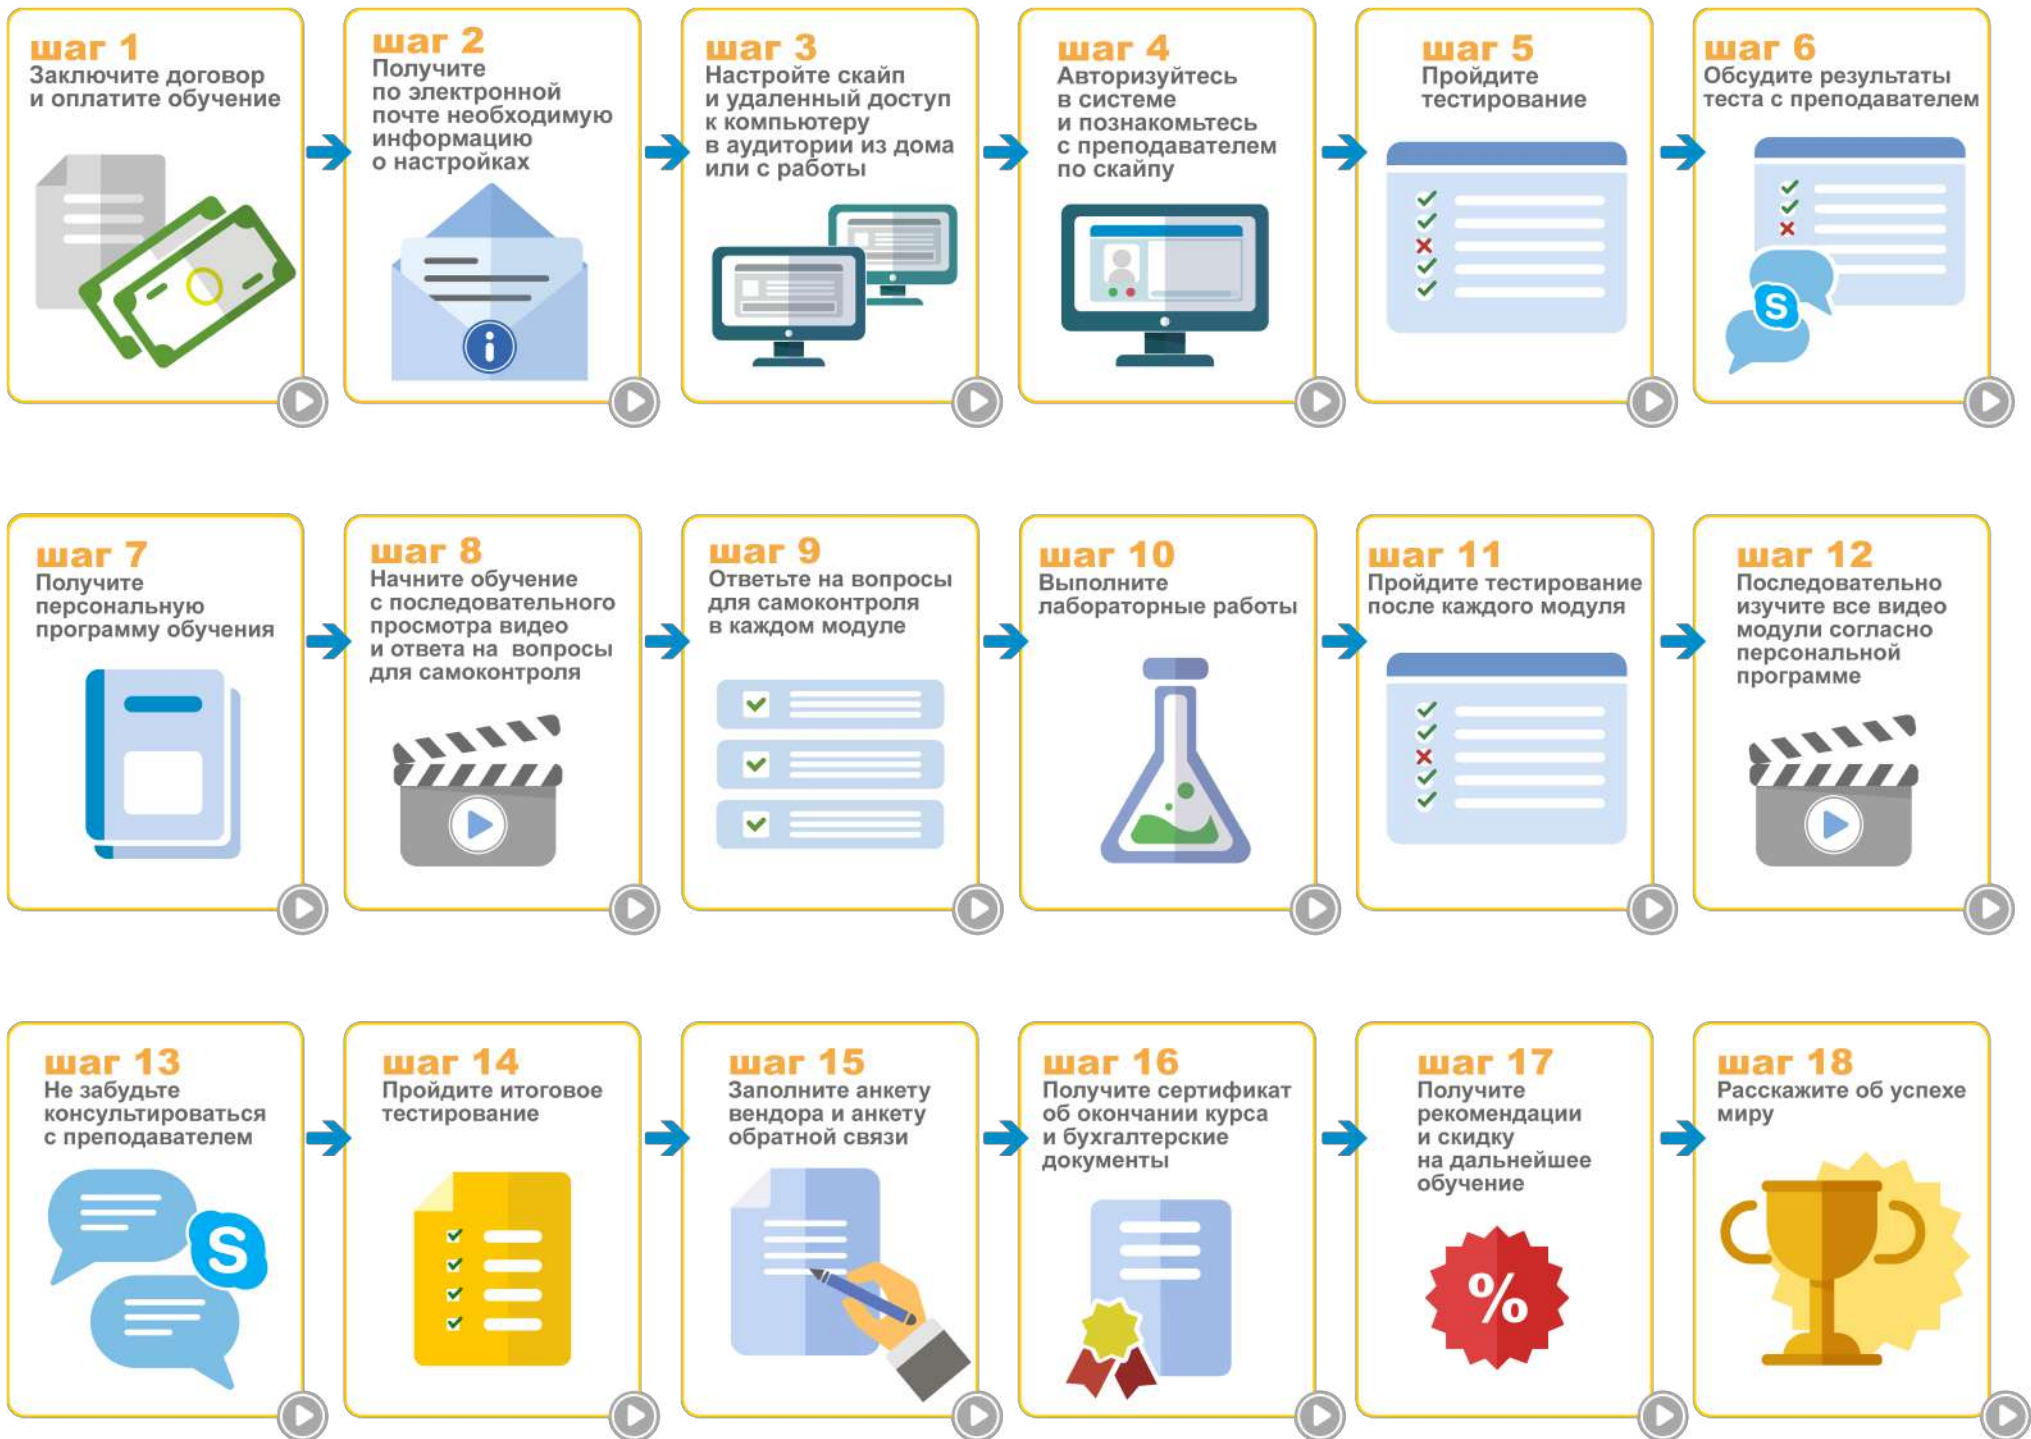 шаг 1
Заключите договор
и оплатите обучение
шаг 2
Получите
по электронной
почте необходимую
информацию
о настройках
шаг 3
Настройте скайп
и удаленный доступ
к компьютеру
в аудитории из дома
или с работы
шаг 4
Авторизуйтесь
в системе
и познакомьтесь
с преподавателем
по скайпу
шаг 5
Пройдите
тестирование
шаг 6
Обсудите результаты
теста с преподавателем
S
шаг 7
Получите
персональную
программу обучения
шаг 8
Начните обучение
с последовательного
просмотра видео
и ответа на вопросы
для самоконтроля
шаг 9
Ответьте на вопросы
для самоконтроля
в каждом модуле
шаг 10
Выполните
лабораторные работы
шаг 11
Пройдите тестирование
после каждого модуля
шаг 12
Последовательно
изучите все видео
модули согласно
персональной
программе
шаг 13
Не забудьте
консультироваться
с преподавателем
S
шаг 14
Пройдите итоговое
тестирование
шаг 15
Заполните анкету
вендора и анкету
обратной связи
шаг 16
Получите сертификат
об окончании курса
и бухгалтерские
документы
шаг 17
Получите
рекомендации
и скидку
на дальнейшее
обучение
%
шаг 18
Расскажите об успехе
миру